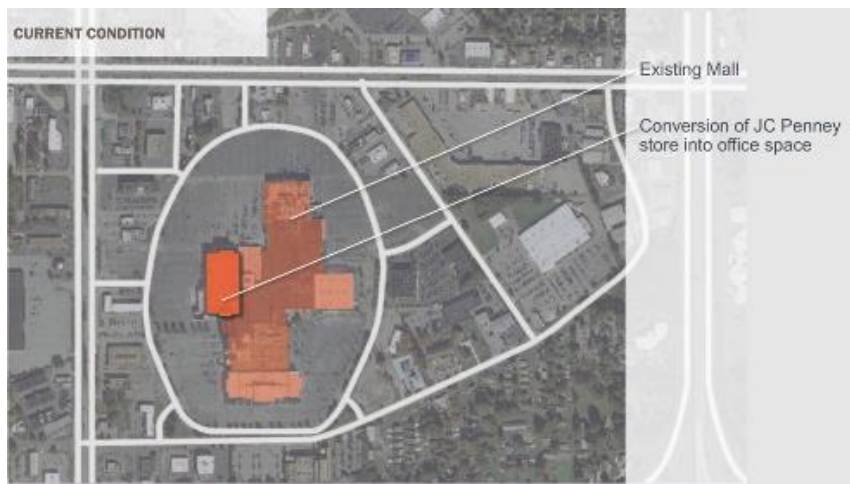 CURRENT CONDITION
Existing Mall
Conversion of JC Penney
store into office space